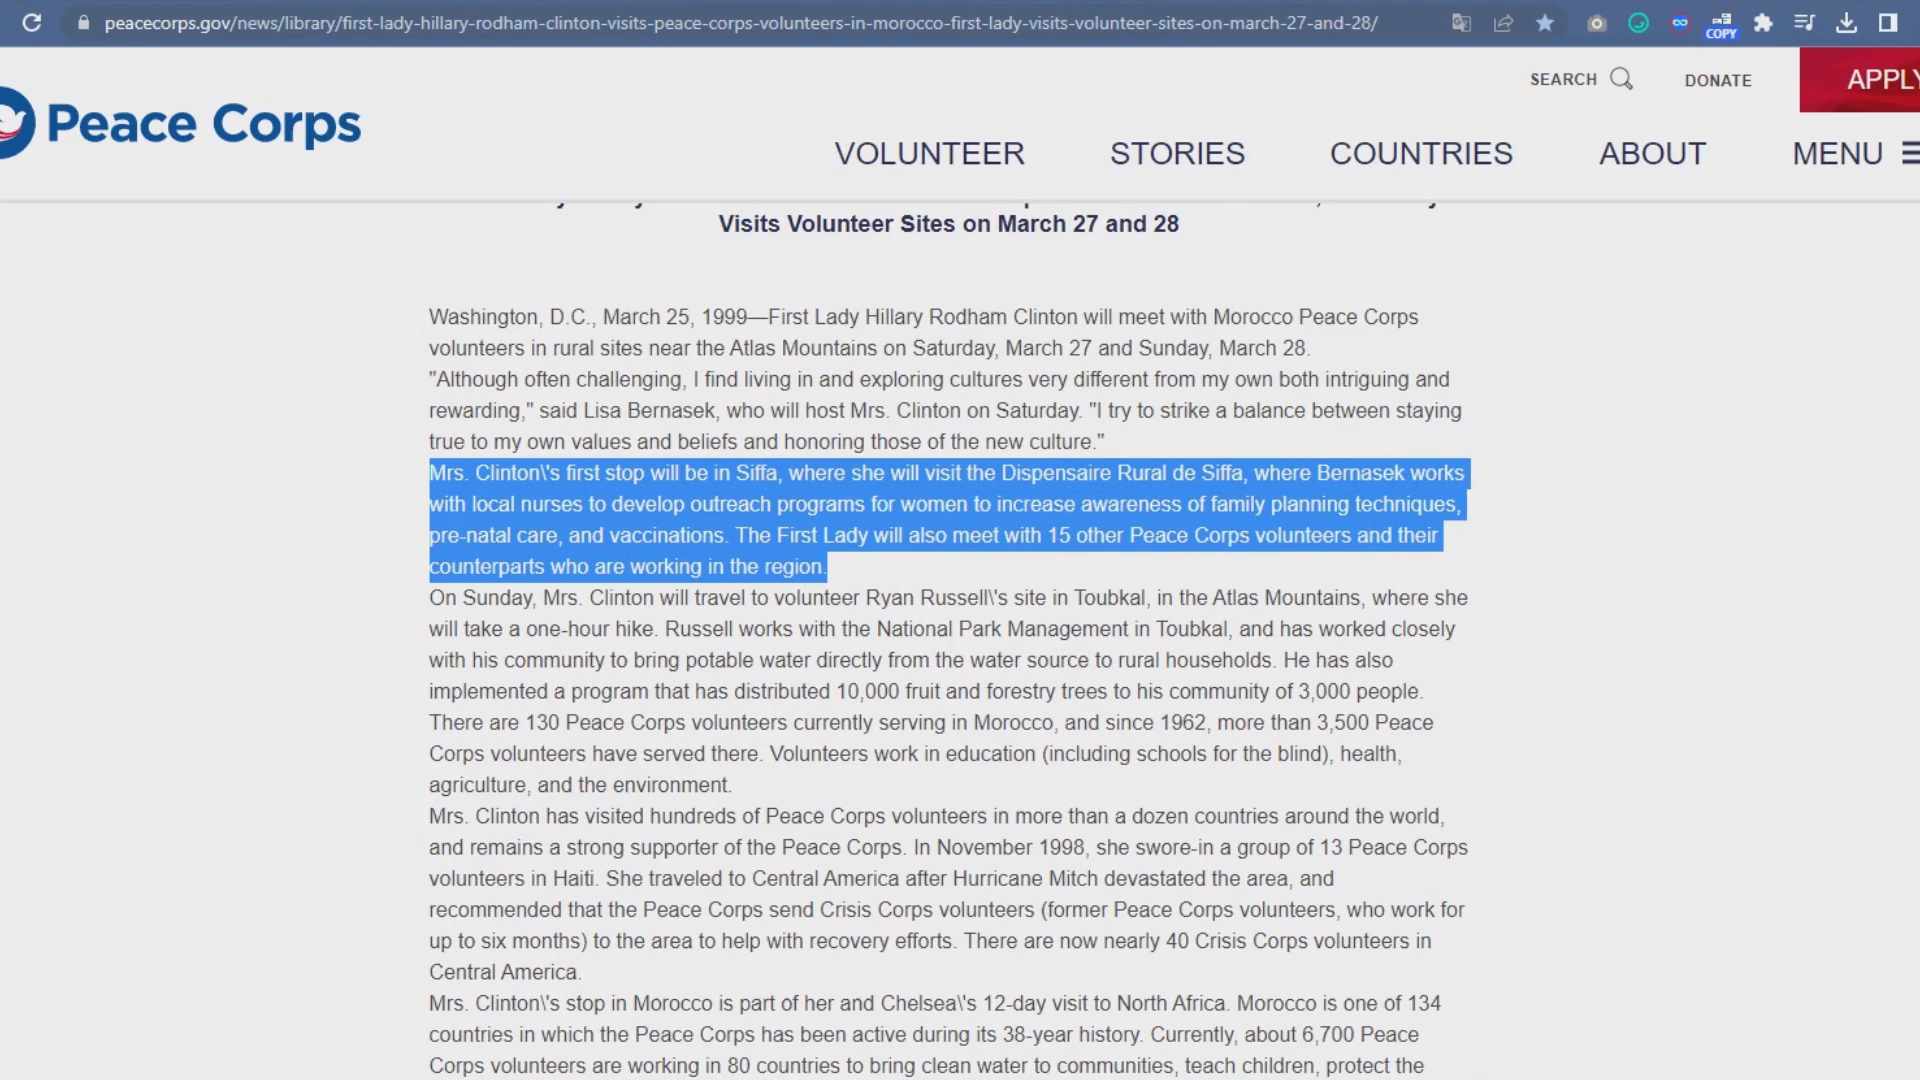 peacecorps.gov/news/library/first-lady-hillary-rodham-clinton-visits-peace-corps-volunteers-in-morocco-first-lady-visits-volunteer-sites-on-march-27-and-28/
COPY
SEARCH
DONATE
APPLY
Peace Corps
VOLUNTEER
STORIES
COUNTRIES
ABOUT
MENU
Visits Volunteer Sites on March 27 and 28
Washington, D.C., March 25, 1999—First Lady Hillary Rodham Clinton will meet with Morocco Peace Corps
volunteers in rural sites near the Atlas Mountains on Saturday, March 27 and Sunday, March 28.
"Although often challenging, I find living in and exploring cultures very different from my own both intriguing and
rewarding," said Lisa Bernasek, who will host Mrs. Clinton on Saturday. "I try to strike a balance between staying
true to my own values and beliefs and honoring those of the new culture."
Mrs. Clinton\'s first stop will be in Siffa, where she will visit the Dispensaire Rural de Siffa, where Bernasek works
with local nurses to develop outreach programs for women to increase awareness of family planning techniques,
pre-natal care, and vaccinations. The First Lady will also meet with 15 other Peace Corps volunteers and their
counterparts who are working in the region.
On Sunday, Mrs. Clinton will travel to volunteer Ryan Russell\'s site in Toubkal, in the Atlas Mountains, where she
will take a one-hour hike. Russell works with the National Park Management in Toubkal, and has worked closely
with his community to bring potable water directly from the water source to rural households. He has also
implemented a program that has distributed 10,000 fruit and forestry trees to his community of 3,000 people.
There are 130 Peace Corps volunteers currently serving in Morocco, and since 1962, more than 3,500 Peace
Corps volunteers have served there. Volunteers work in education (including schools for the blind), health,
agriculture, and the environment.
Mrs. Clinton has visited hundreds of Peace Corps volunteers in more than a dozen countries around the world,
and remains a strong supporter of the Peace Corps. In November 1998, she swore-in a group of 13 Peace Corps
volunteers in Haiti. She traveled to Central America after Hurricane Mitch devastated the area, and
recommended that the Peace Corps send Crisis Corps volunteers (former Peace Corps volunteers, who work for
up to six months) to the area to help with recovery efforts. There are now nearly 40 Crisis Corps volunteers in
Central America.
Mrs. Clinton\'s stop in Morocco is part of her and Chelsea\'s 12-day visit to North Africa. Morocco is one of 134
countries in which the Peace Corps has been active during its 38-year history. Currently, about 6,700 Peace
Corps volunteers are working in 80 countries to bring clean water to communities, teach children, protect the